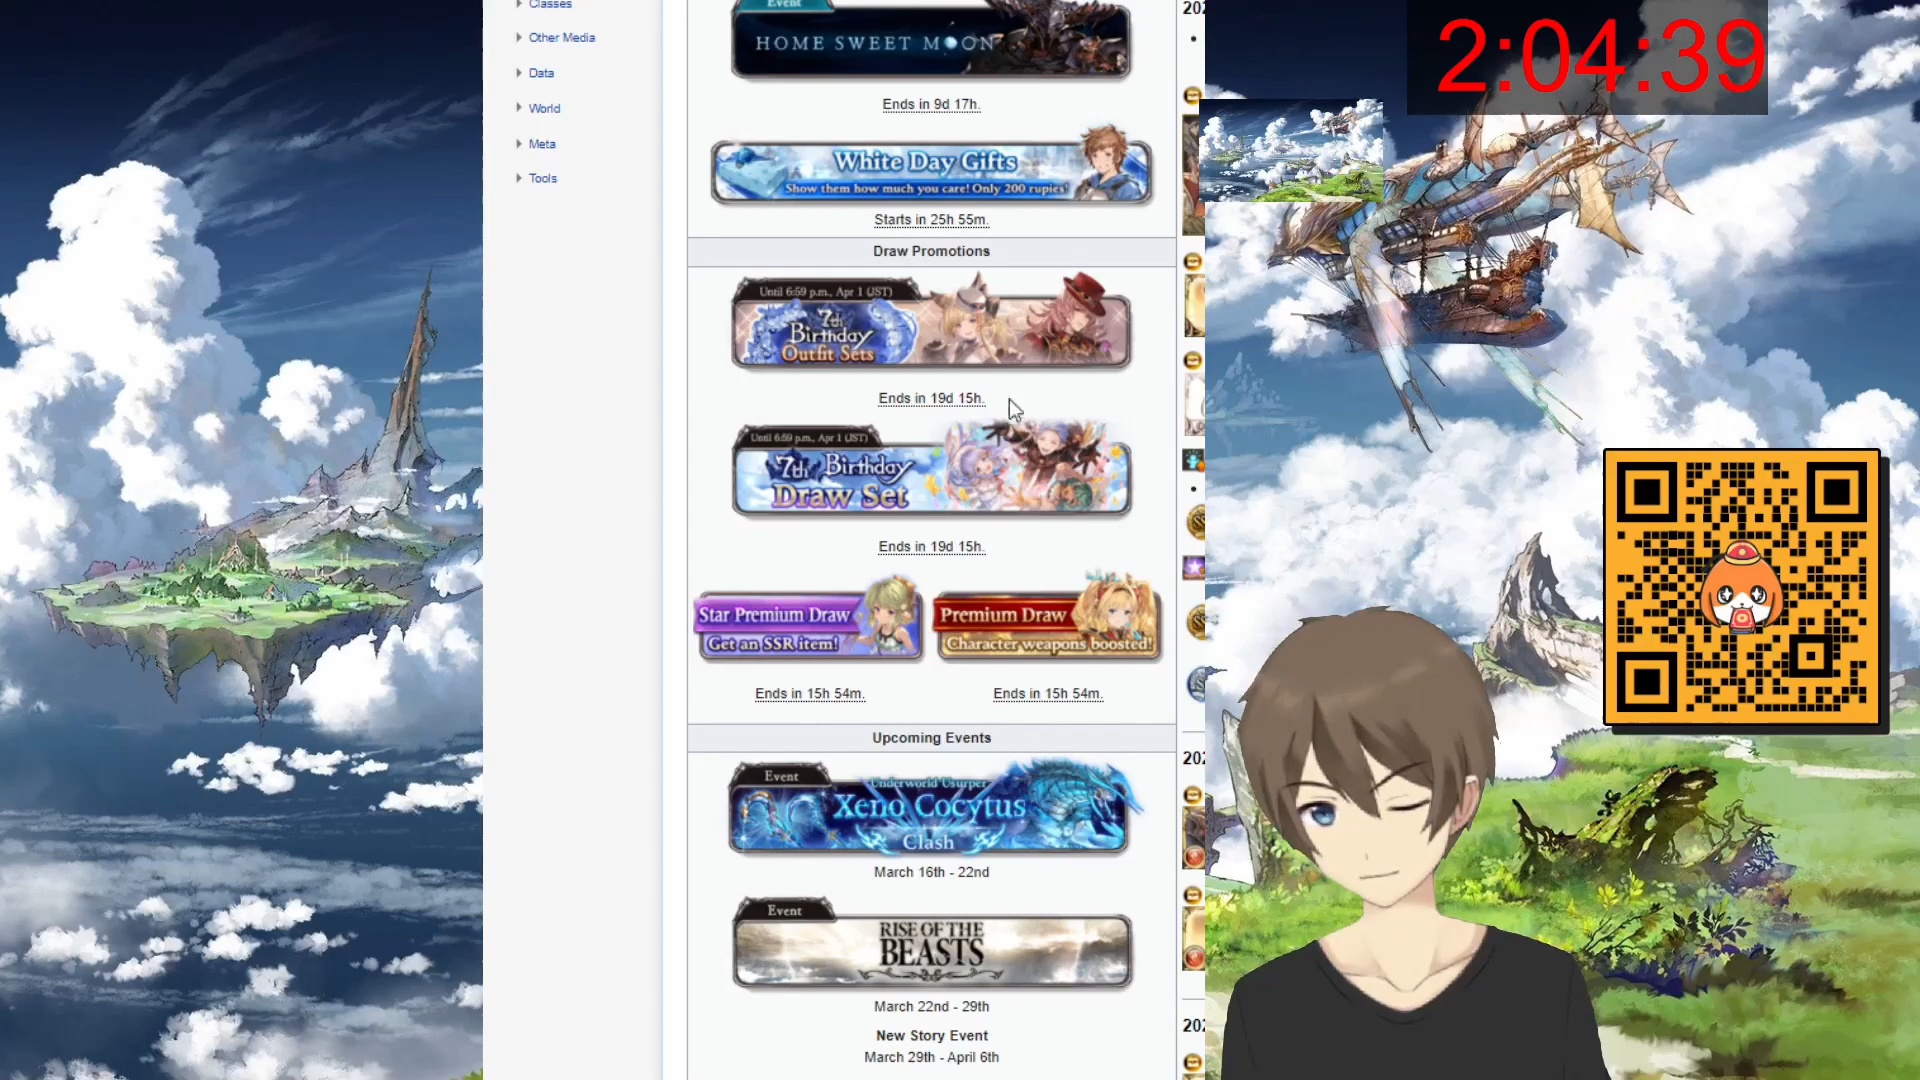 Classes
Other Media
Data
World
Meta
Tools
Event
HOME SWEET MOON
Ends in 9d 17h.
White Day Gifts
Show them how much you care! Only 200 rupies!
Starts in 25h 55m.
Draw Promotions
Until 6:59 p.m., Apr 1 (JST)
7th
Birthday
Outfit Sets
Ends in 19d 15h.
Until 6:59 p.m., Apr 1 (JST)
7th Birthday
Draw Set
Ends in 19d 15h.
Star Premium Draw
Get an SSR item!
Ends in 15h 54m.
Premium Draw
Character weapons boosted!
Ends in 15h 54m.
Upcoming Events
Event
Underworld Usurper
Xeno Cocytus
Clash
March 16th - 22nd
Event
RISE OF THE
BEASTS
March 22nd - 29th
New Story Event
March 29th - April 6th
202
202
202
2:04:39